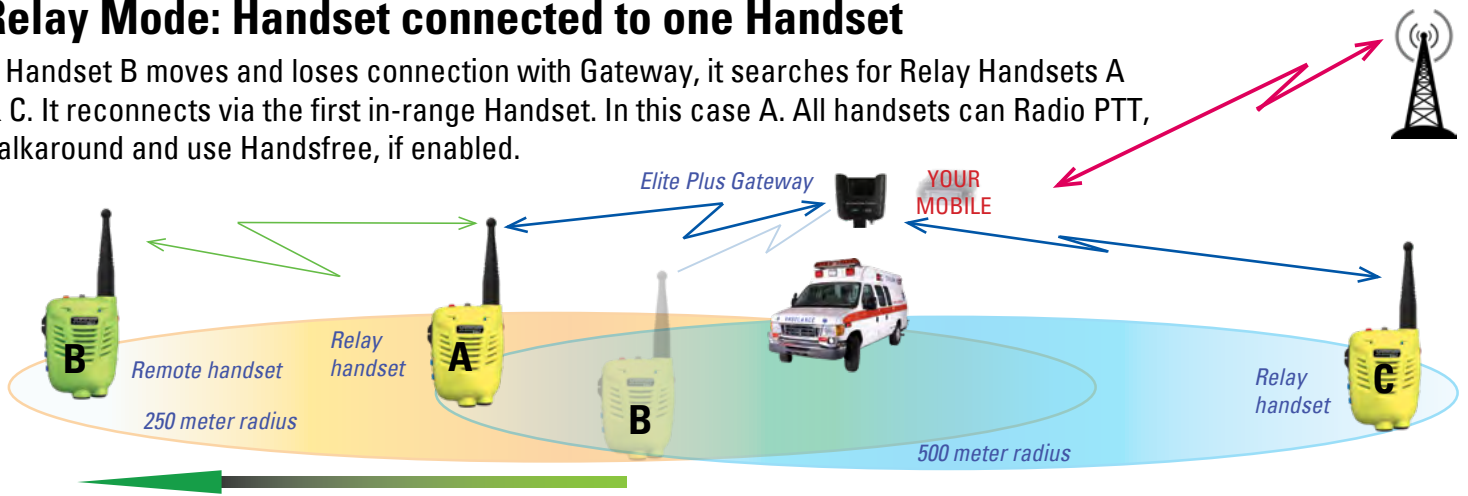 Relay Mode: Handset connected to one Handset
Handset B moves and loses connection with Gateway, it searches for Relay Handsets A
C. It reconnects via the first in-range Handset. In this case A. All handsets can Radio PTT,
alkaround and use Handsfree, if enabled.
Elite Plus Gateway
YOUR
MOBILE
B
Remote handset
250 meter radius
Relay
handset
A
B
AMBULANCE
500 meter radius
Relay
handset
C